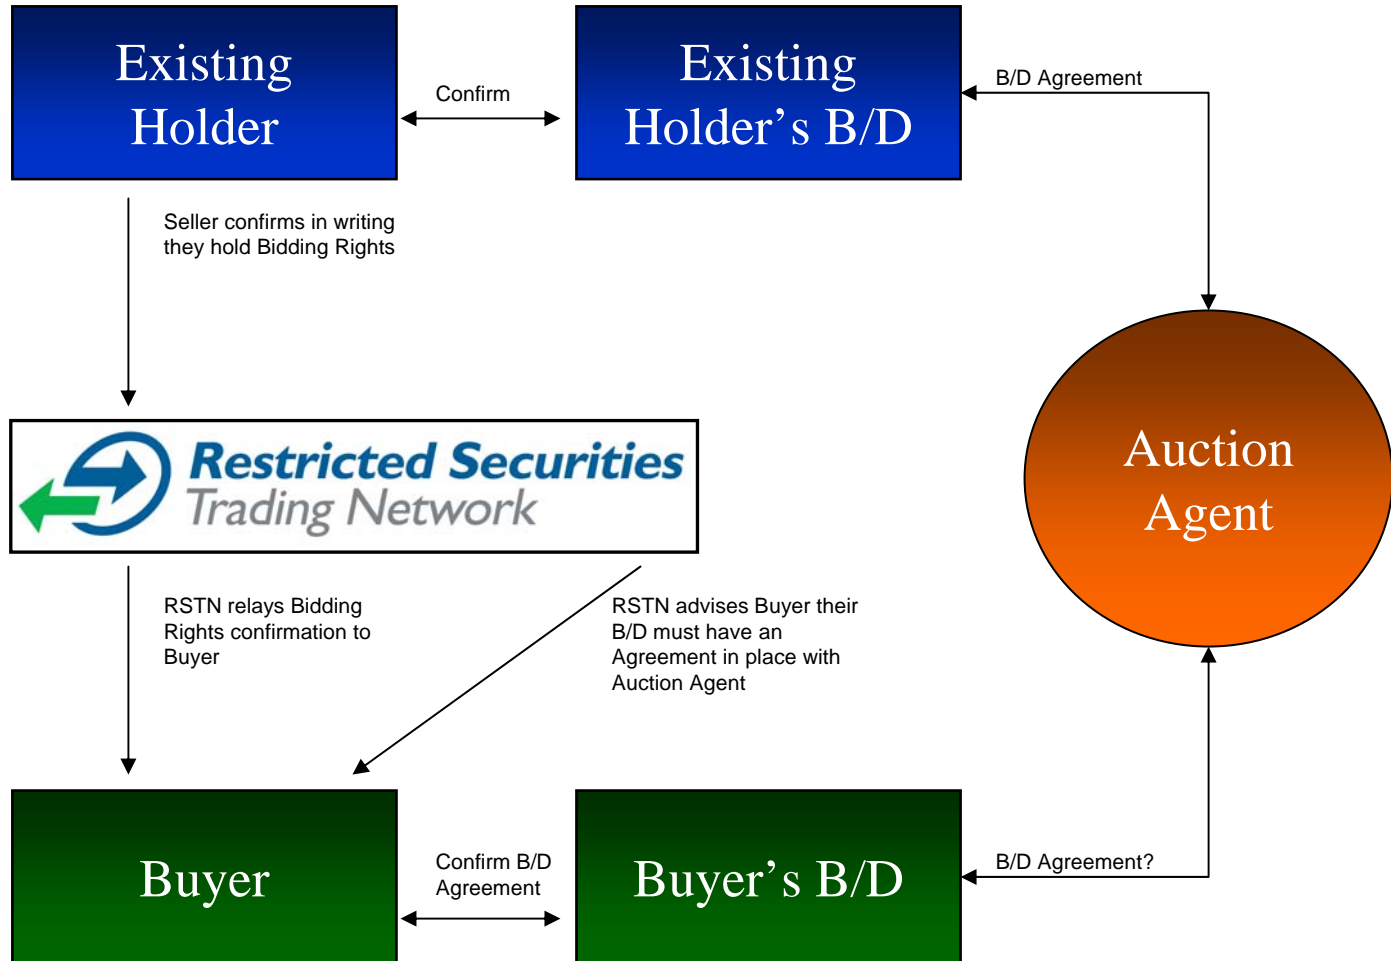 Existing
Holder
Confirm
Existing
Holder’s B/D
B/D Agreement
Seller confirms in writing
they hold Bidding Rights
Restricted Securities
Trading Network
Auction
Agent
RSTN relays Bidding
Rights confirmation to
Buyer
RSTN advises Buyer their
B/D must have an
Agreement in place with
Auction Agent
Buyer
Confirm B/D
Agreement
Buyer’s B/D
B/D Agreement?